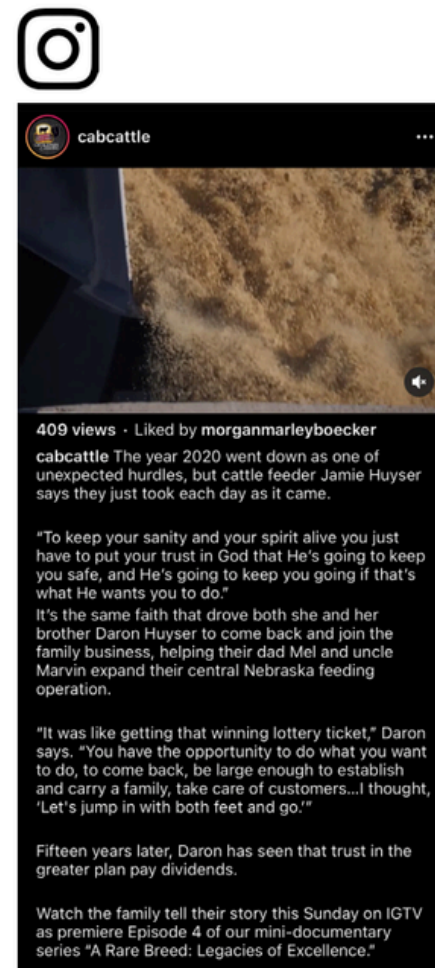 cabcattle
409 views · Liked by morganmarleyboecker
cabcattle The year 2020 went down as one of
unexpected hurdles, but cattle feeder Jamie Huyser
says they just took each day as it came.
“To keep your sanity and your spirit alive you just
have to put your trust in God that He’s going to keep
you safe, and He’s going to keep you going if that’s
what He wants you to do.”
It’s the same faith that drove both she and her
brother Daron Huyser to come back and join the
family business, helping their dad Mel and uncle
Marvin expand their central Nebraska feeding
operation.
“It was like getting that winning lottery ticket,” Daron
says. “You have the opportunity to do what you want
to do, to come back, be large enough to establish
and carry a family, take care of customers...I thought,
‘Let's jump in with both feet and go.’”
Fifteen years later, Daron has seen that trust in the
greater plan pay dividends.
Watch the family tell their story this Sunday on IGTV
as premiere Episode 4 of our mini-documentary
series “A Rare Breed: Legacies of Excellence.”